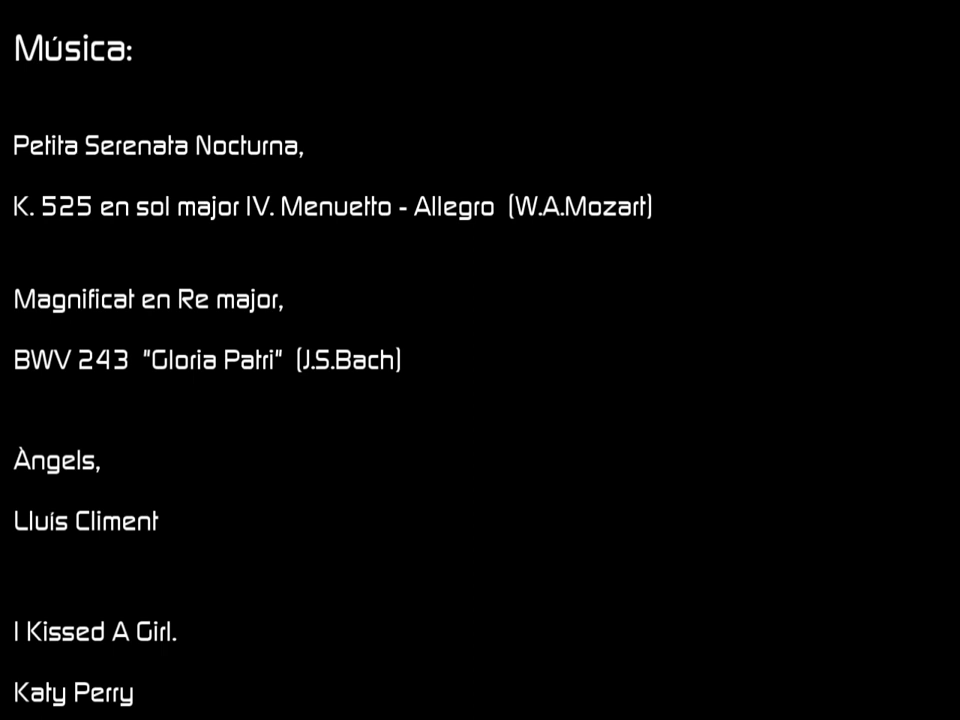 Música:
Petita Serenata Nocturna,
K. 525 en sol major IV. Menuetto - Allegro (W.A.Mozart)
Magnificat en Re major,
BWV 243 "Gloria Patri" (J.S.Bach)
Àngels,
Lluís Climent
I Kissed A Girl.
Katy Perry